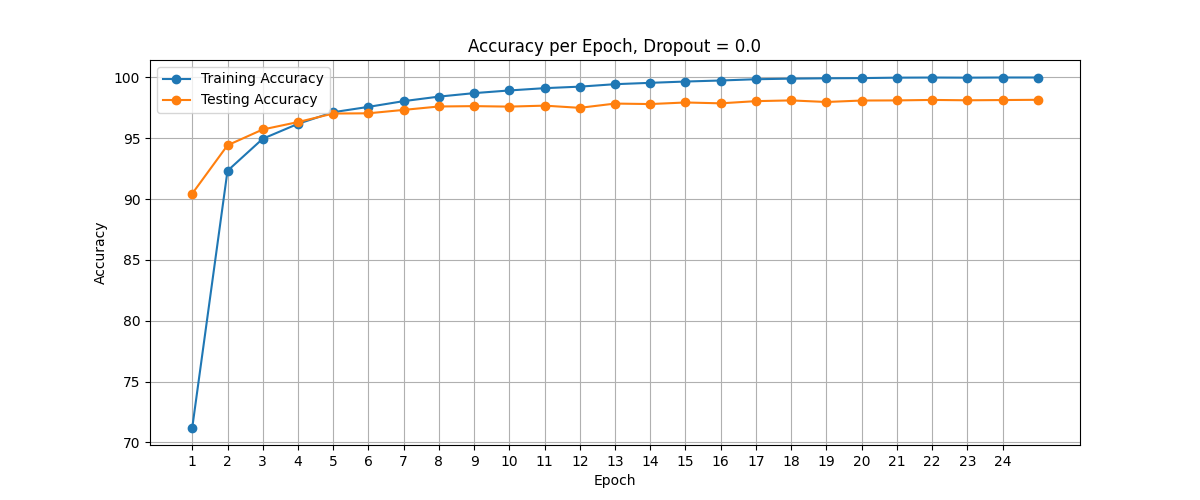 Accuracy per Epoch, Dropout = 0.0
Training Accuracy
Testing Accuracy
100
95
90
85
80
75
70
Accuracy
1 2 3 4 5 6 7 8 9 10 11 12 13 14 15 16 17 18 19 20 21 22 23 24
Epoch